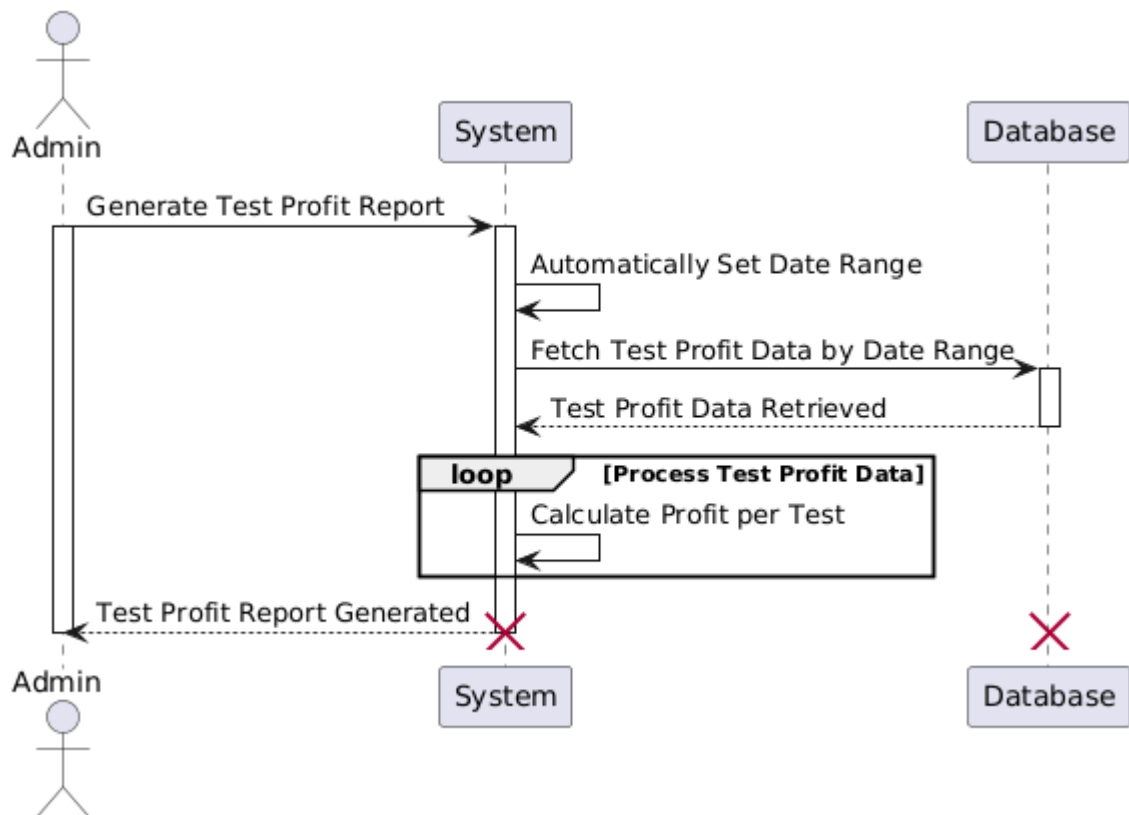 Admin
System
Database
Generate Test Profit Report
Automatically Set Date Range
Fetch Test Profit Data by Date Range
Test Profit Data Retrieved
loop [Process Test Profit Data]
Calculate Profit per Test
Test Profit Report Generated
Admin
System
Database